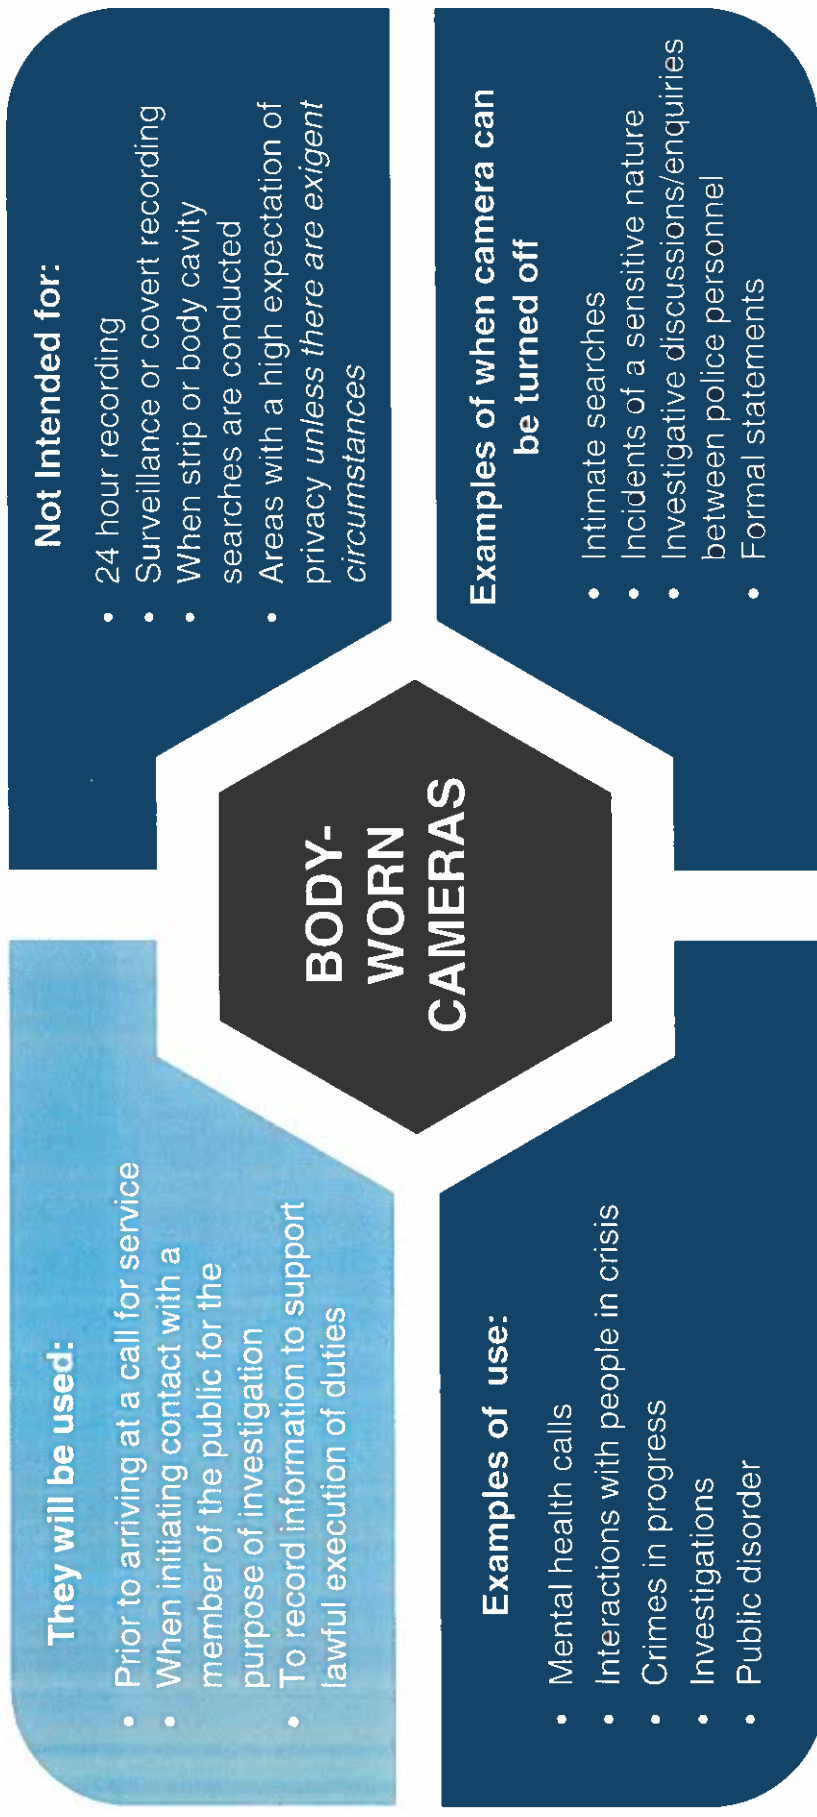 They will be used:
• Prior to arriving at a call for service
• When initiating contact with a
member of the public for the
purpose of investigation
• To record information to support
lawful execution of duties
Not Intended for:
• 24 hour recording
• Surveillance or covert recording
• When strip or body cavity
searches are conducted
• Areas with a high expectation of
privacy unless there are exigent
circumstances
BODY-
WORN
CAMERAS
Examples of use:
• Mental health calls
• Interactions with people in crisis
• Crimes in progress
• Investigations
• Public disorder
Examples of when camera can
be turned off
• Intimate searches
• Incidents of a sensitive nature
• Investigative discussions/enquiries
between police personnel
• Formal statements